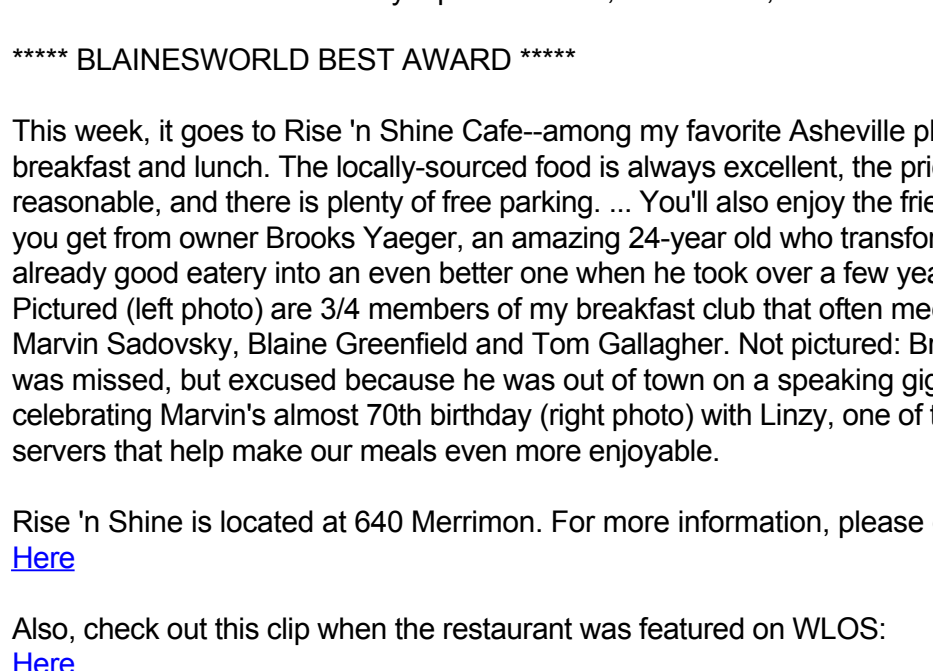 ***** BLAINESWORLD BEST AWARD *****
This week, it goes to Rise 'n Shine Cafe--among my favorite Asheville
breakfast and lunch. The locally-sourced food is always excellent, the
reasonable, and there is plenty of free parking. ... You'll also enjoy the
you get from owner Brooks Yaeger, an amazing 24-year old who
already good eatery into an even better one when he took over a few
Pictured (left photo) are 3/4 members of my breakfast club that often
Marvin Sadovsky, Blaine Greenfield and Tom Gallagher. Not pictured:
was missed, but excused because he was out of town on a speaking
celebrating Marvin's almost 70th birthday (right photo) with Linzy, one of
servers that help make our meals even more enjoyable.
Rise 'n Shine is located at 640 Merrimon. For more information, please
Here
Also, check out this clip when the restaurant was featured on WLOS:
Here